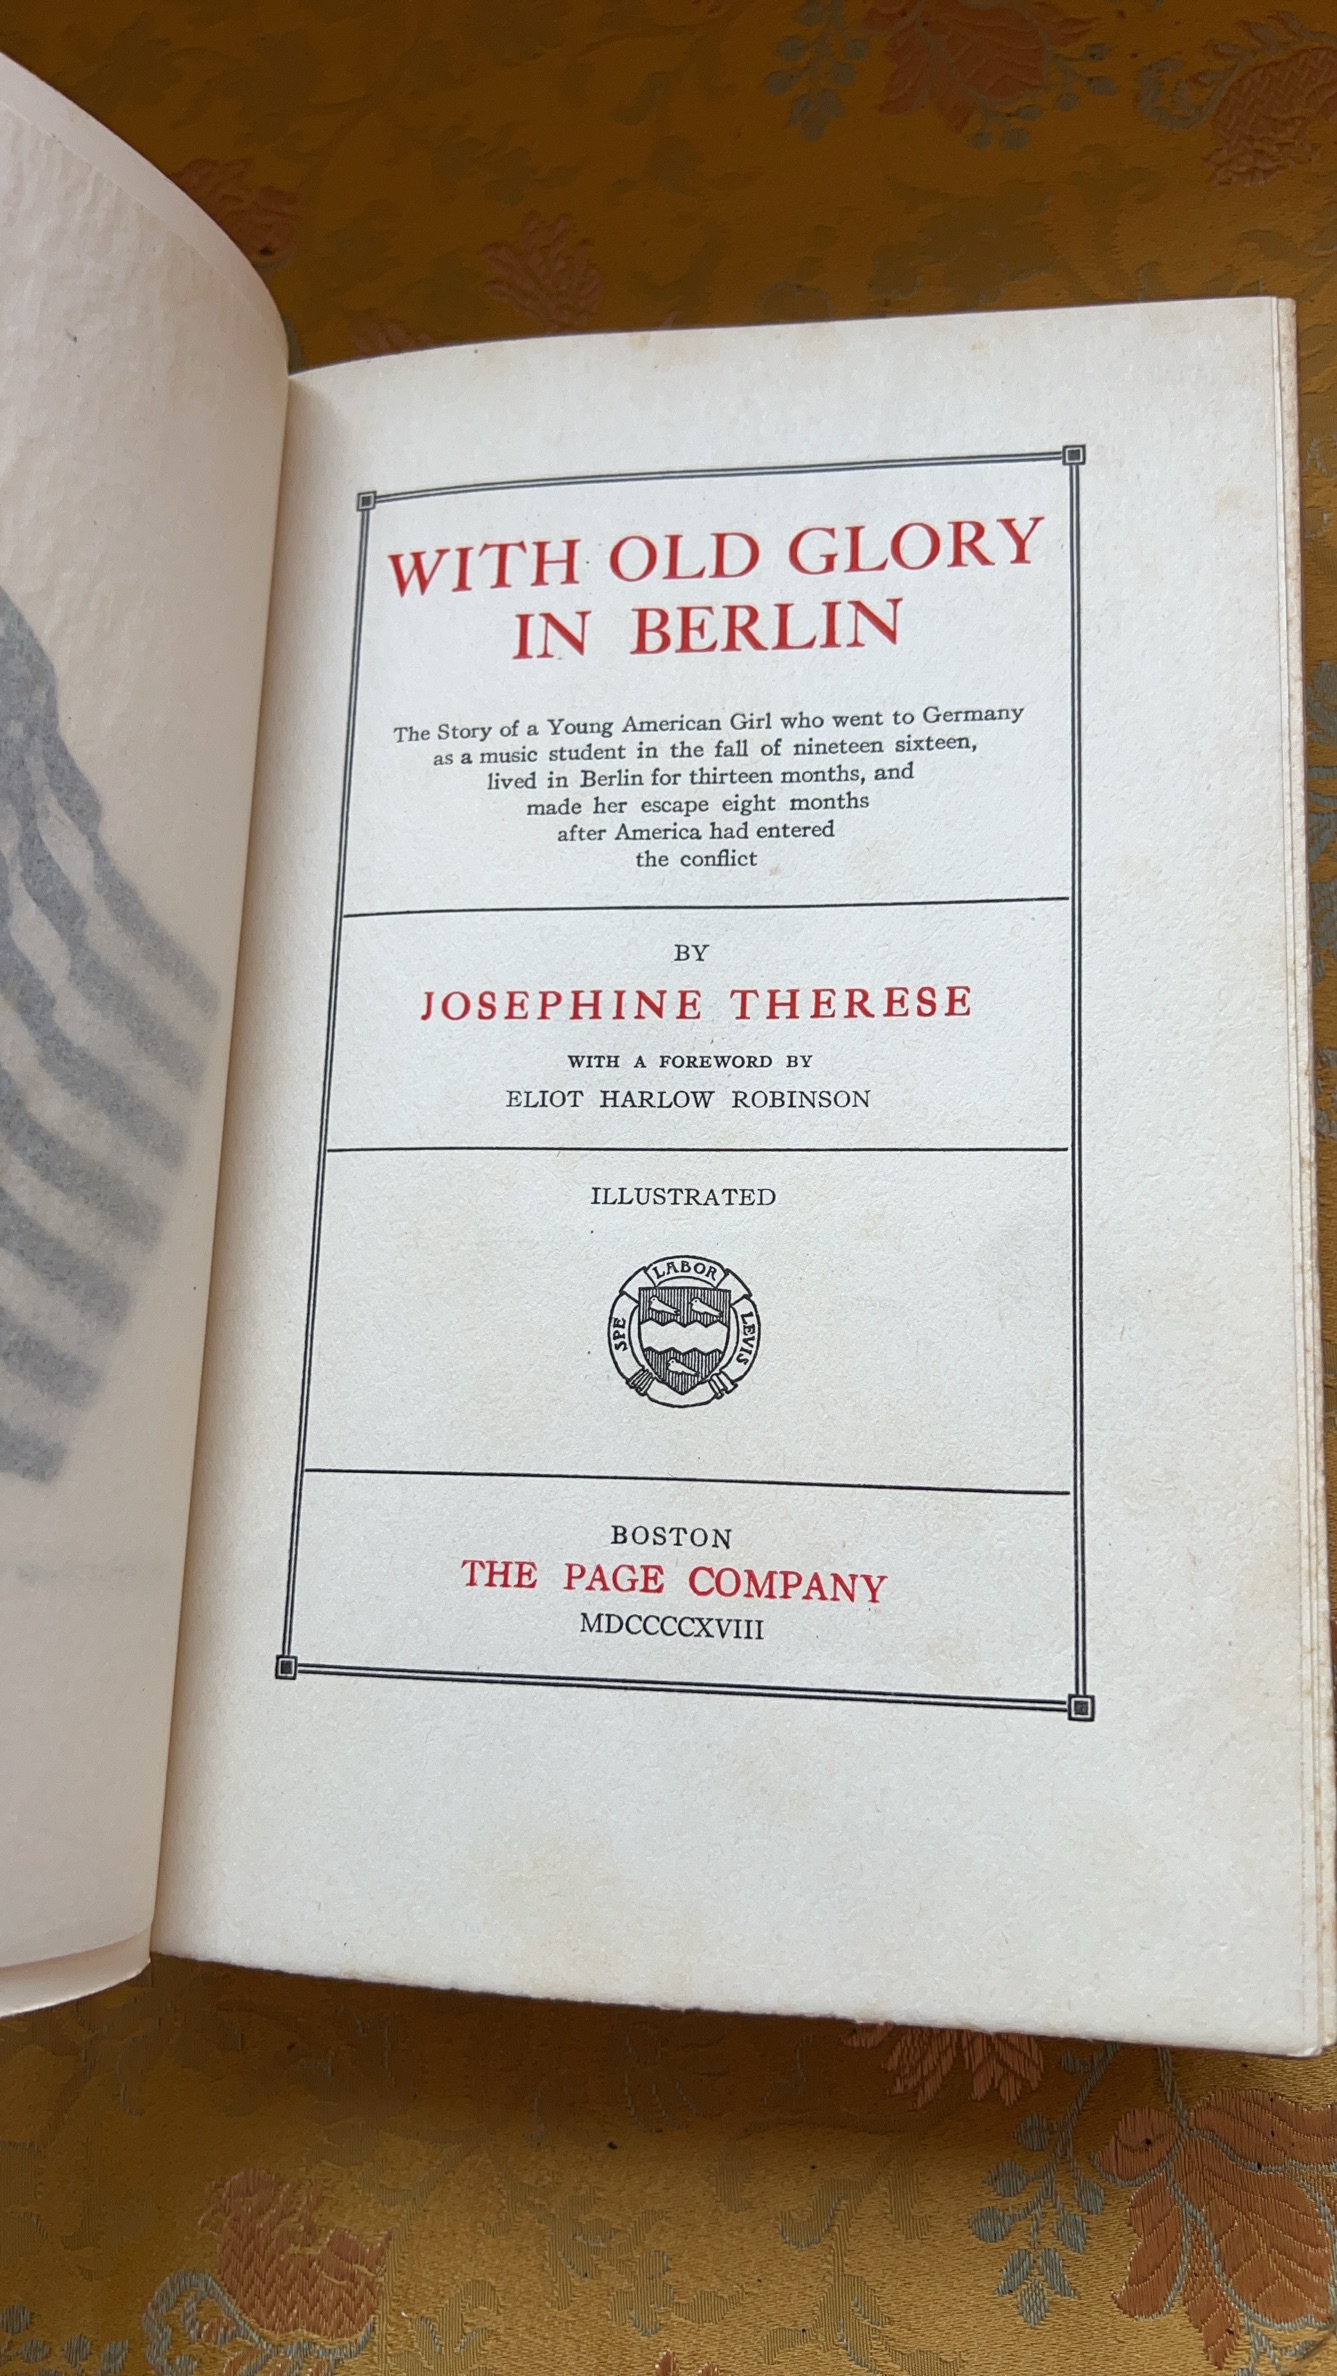 WITH OLD GLORY
IN BERLIN
The Story of a Young American Girl who went to Germany
as a music student in the fall of nineteen sixteen,
lived in Berlin for thirteen months, and
made her escape eight months
after America had entered
the conflict
BY
JOSEPHINE THERESE
WITH A FOREWORD BY
ELIOT HARLOW ROBINSON
ILLUSTRATED
SPE LABOR LEVIS
BOSTON
THE PAGE COMPANY
MDCCCCXVIII